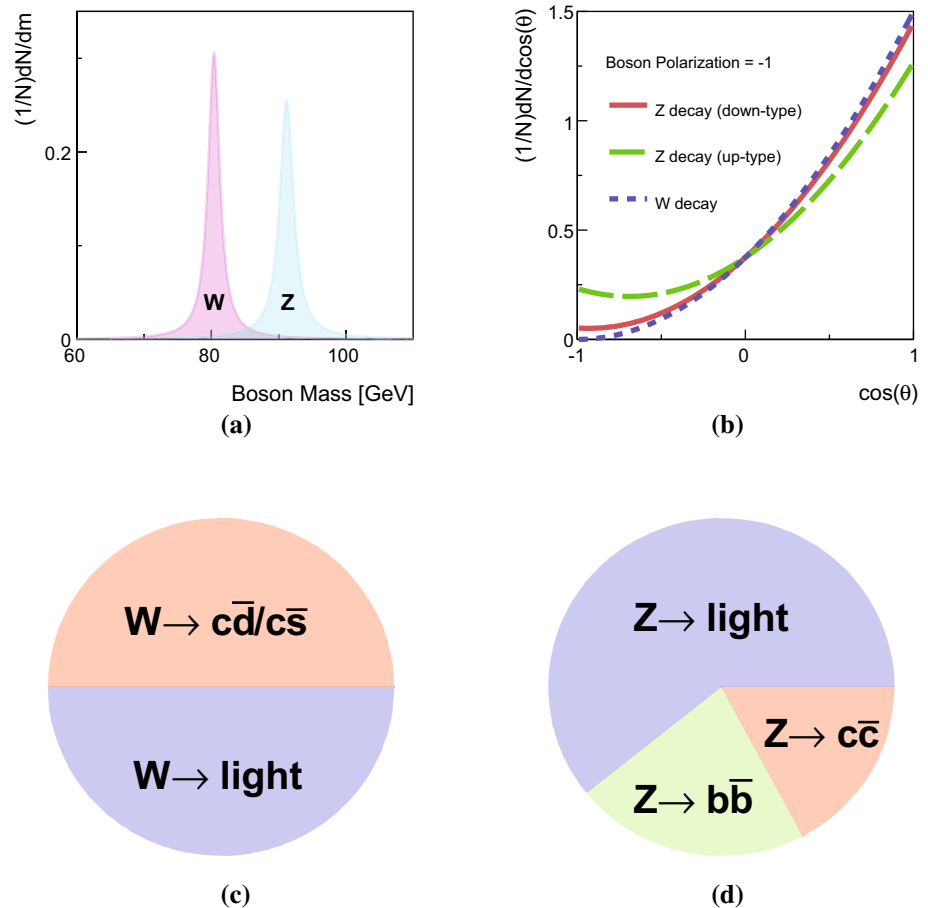 (1/N)dN/dm
0.2
0
60
80
100
W
Z
Boson Mass [GeV]
(a)
(1/N)dN/dcos(θ)
1.5
1
0.5
0
-1
0
1
Boson Polarization = -1
Z decay (down-type)
Z decay (up-type)
W decay
cos(θ)
(b)
W→ cd̅/cs̅
W→ light
(c)
Z→ light
Z→ cc̅
Z→ bb̅
(d)